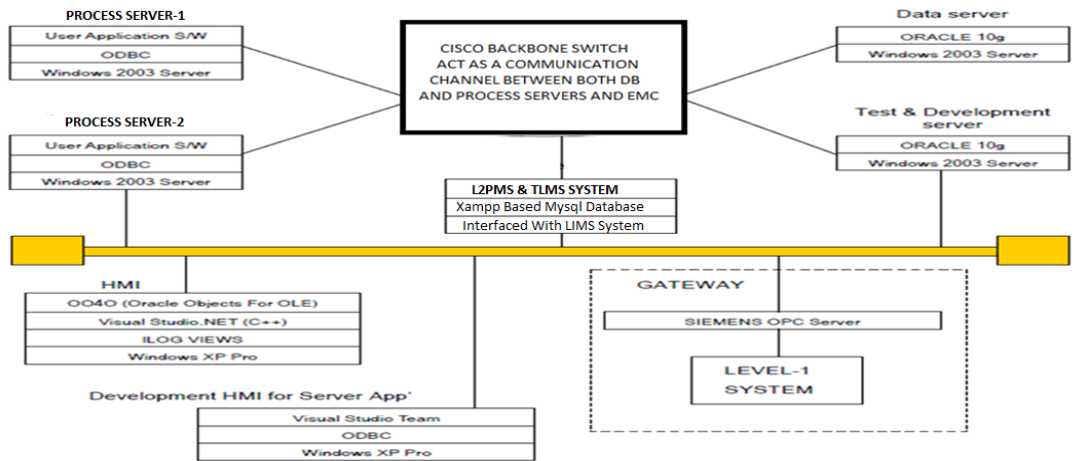 PROCESS SERVER-1
User Application S/W
ODBC
Windows 2003 Server
CISCO BACKBONE SWITCH
ACT AS A COMMUNICATION
CHANNEL BETWEEN BOTH DB
AND PROCESS SERVERS AND EMC
Data server
ORACLE 10g
Windows 2003 Server
PROCESS SERVER-2
User Application S/W
ODBC
Windows 2003 Server
Test & Development
server
ORACLE 10g
Windows 2003 Server
L2PMS & TLMS SYSTEM
Xampp Based Mysql Database
Interfaced With LIMS System
HMI
OO4O (Oracle Objects For OLE)
Visual Studio.NET (C++)
ILOG VIEWS
Windows XP Pro
GATEWAY
SIEMENS OPC Server
LEVEL-1
SYSTEM
Development HMI for Server App'
Visual Studio Team
ODBC
Windows XP Pro